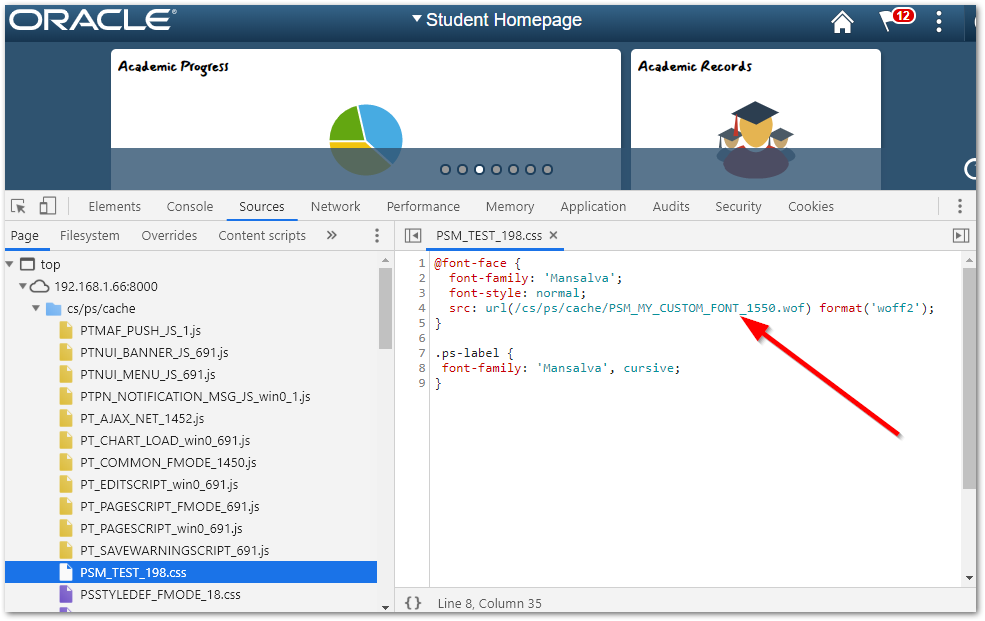 ORACLE®
Student Homepage
12
Academic Progress
Academic Records
Elements Console Sources Network Performance Memory Application Audits Security Cookies
Page Filesystem Overrides Content scripts »
PSM_TEST_198.css ×
top
192.168.1.66:8000
cs/ps/cache
PTMAF_PUSH_JS_1.js
PTNUI_BANNER_JS_691.js
PTNUI_MENU_JS_691.js
PTPN_NOTIFICATION_MSG_JS_win0_1.js
PT_AJAX_NET_1452.js
PT_CHART_LOAD_win0_691.js
PT_COMMON_FMODE_1450.js
PT_EDITSCRIPT_win0_691.js
PT_PAGESCRIPT_FMODE_691.js
PT_PAGESCRIPT_win0_691.js
PT_SAVEWARNINGSCRIPT_691.js
PSM_TEST_198.css
PSSTYLEDEF_FMODE_18.css
1 @font-face {
2 font-family: 'Mansalva';
3 font-style: normal;
4 src: url(/cs/ps/cache/PSM_MY_CUSTOM_FONT_1550.wof) format('woff2');
5 }
6
7 .ps-label {
8 font-family: 'Mansalva', cursive;
9 }
{} Line 8, Column 35